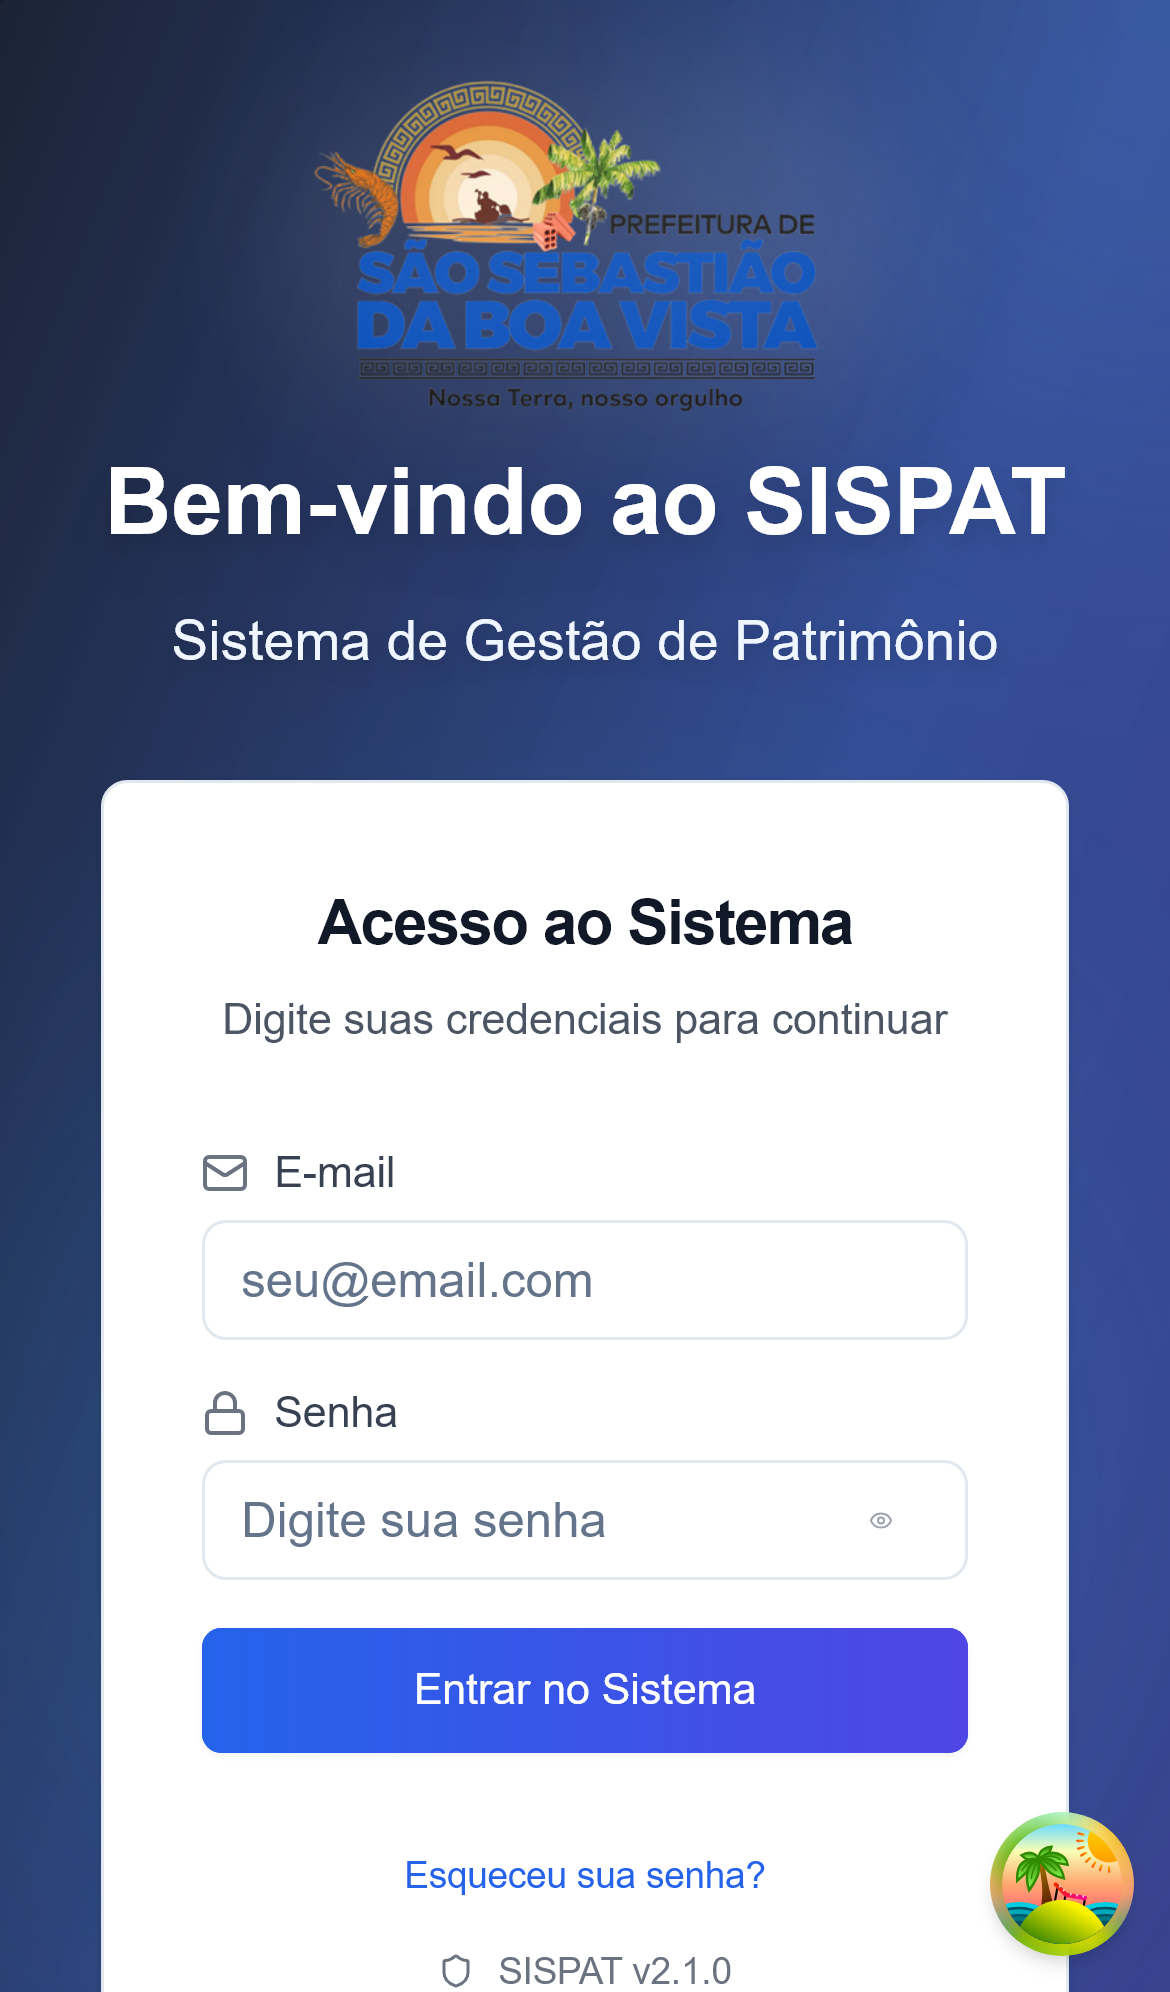 PREFEITURA DE
SÃO SEBASTIÃO
DA BOA VISTA
Nossa Terra, nosso orgulho
Bem-vindo ao SISPAT
Sistema de Gestão de Patrimônio
Acesso ao Sistema
Digite suas credenciais para continuar
E-mail
seu@email.com
Senha
Digite sua senha
Entrar no Sistema
Esqueceu sua senha?
SISPAT v2.1.0